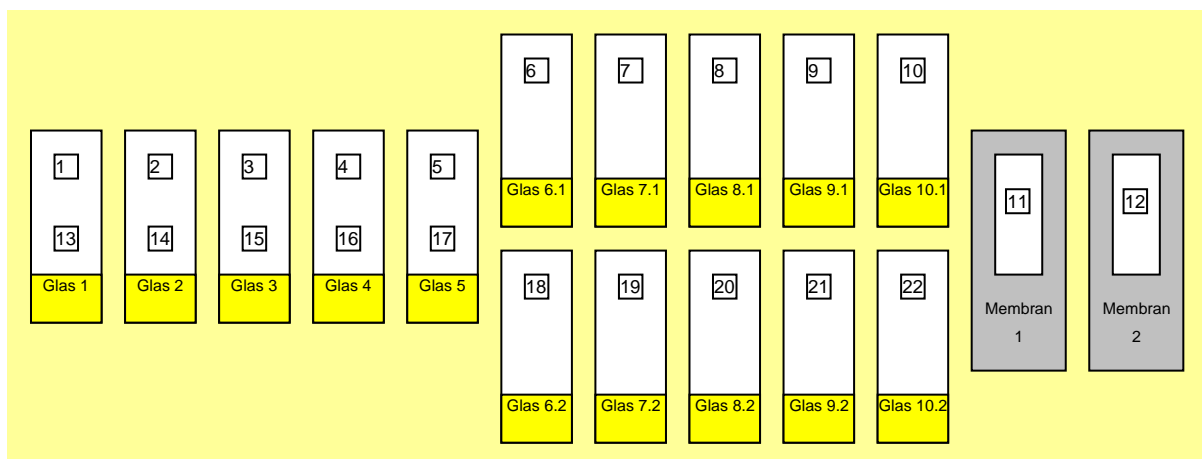 6 7 8 9 10
Glas 6.1 Glas 7.1 Glas 8.1 Glas 9.1 Glas 10.1
1 2 3 4 5
13 14 15 16 17
Glas 1 Glas 2 Glas 3 Glas 4 Glas 5
18 19 20 21 22
Glas 6.2 Glas 7.2 Glas 8.2 Glas 9.2 Glas 10.2
11 12
Membran Membran
1 2